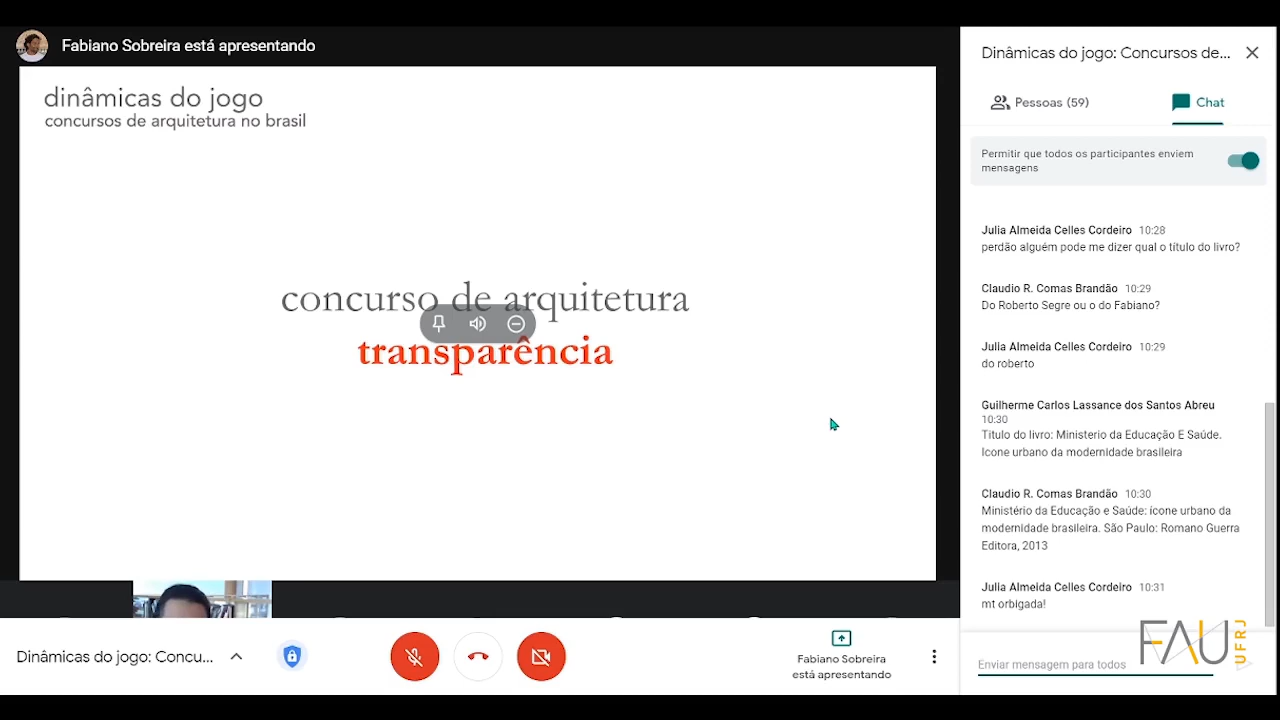 Fabiano Sobreira está apresentando
dinâmicas do jogo
concursos de arquitetura no brasil
concurso de arquitetura
transparência
Dinâmicas do jogo: Concu...
Fabiano Sobreira
está apresentando
Dinâmicas do jogo: Concursos de...
Pessoas (59)
Chat
Permitir que todos os participantes enviem
mensagens
Julia Almeida Celles Cordeiro 10:28
perdão alguém pode me dizer qual o título do livro?
Claudio R. Comas Brandão 10:29
Do Roberto Segre ou o do Fabiano?
Julia Almeida Celles Cordeiro 10:29
do roberto
Guilherme Carlos Lassance dos Santos Abreu
10:30
Titulo do livro: Ministerio da Educação E Saúde.
Icone urbano da modernidade brasileira
Claudio R. Comas Brandão 10:30
Ministério da Educação e Saúde: ícone urbano da
modernidade brasileira. São Paulo: Romano Guerra
Editora, 2013
Julia Almeida Celles Cordeiro 10:31
mt orbigada!
Enviar mensagem para todos
FAU UFRJ